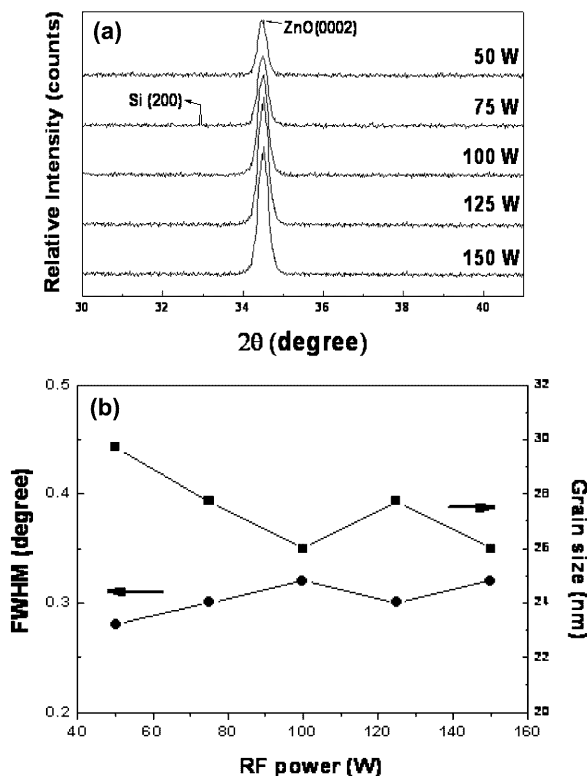 (a)
ZnO(0002)
50 W
Si (200)
75 W
100 W
125 W
150 W
Relative Intensity (counts)
30 32 34 36 38 40
2θ (degree)
(b)
0.5
0.4
0.3
0.2
FWHM (degree)
32
30
28
26
24
22
20
Grain size (nm)
40 60 80 100 120 140 160
RF power (W)